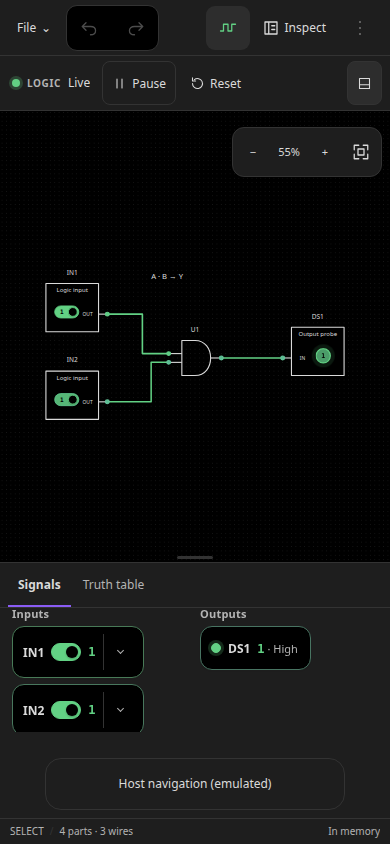 File
Inspect
LOGIC Live
Pause
Reset
− 55% +
IN1
Logic input
1
OUT
A · B → Y
U1
DS1
Output probe
IN
1
IN2
Logic input
1
OUT
Signals
Truth table
Inputs
Outputs
IN1 1
DS1 1 · High
IN2 1
Host navigation (emulated)
SELECT / 4 parts · 3 wires
In memory